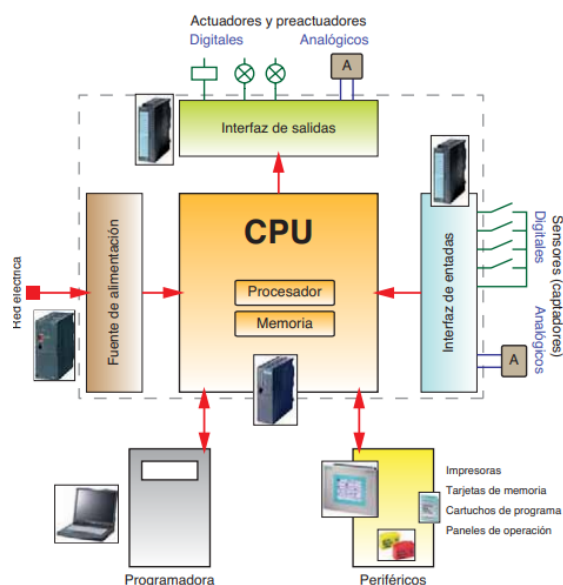 Actuadores y preactuadores
Digitales
Analógicos
A
Interfaz de salidas
CPU
Procesador
Memoria
Red eléctrica
Fuente de alimentación
Interfaz de entadas
Digitales
Sensores (captadores)
A
Analógicos
Impresoras
Tarjetas de memoria
Cartuchos de programa
Paneles de operación
Programadora
Periféricos